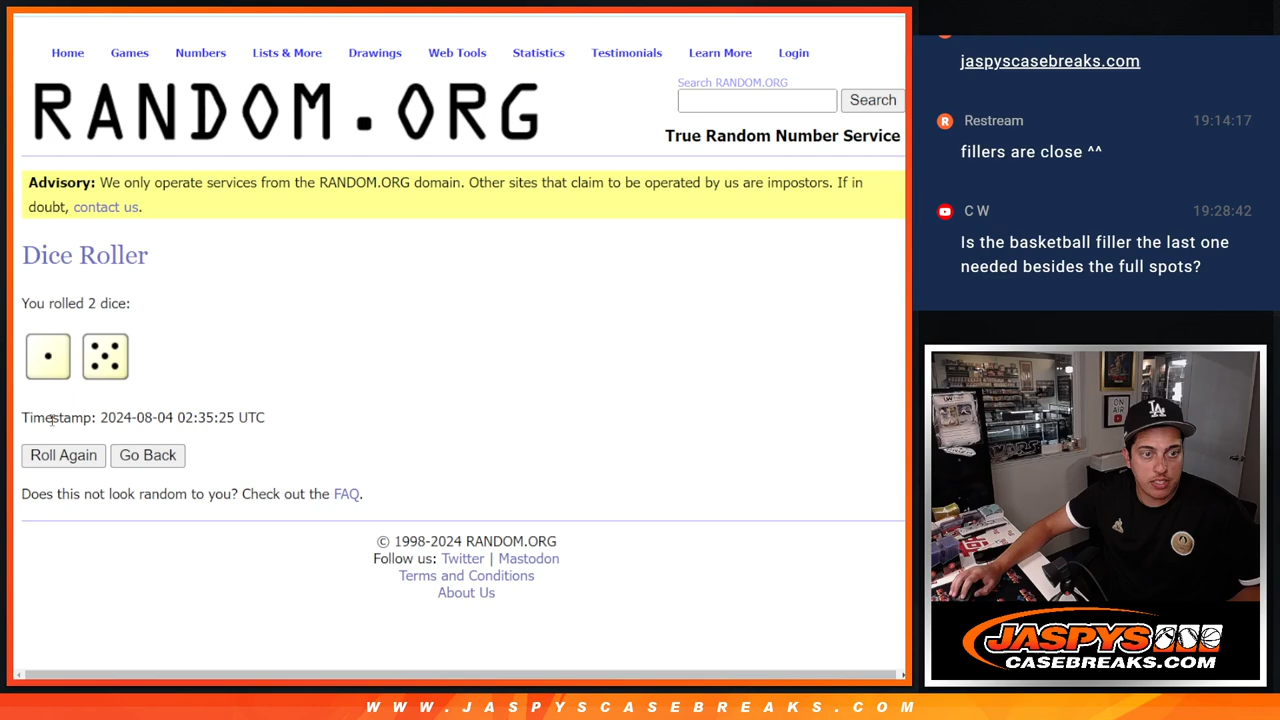 Home Games Numbers Lists & More Drawings Web Tools Statistics Testimonials Learn More Login
RANDOM.ORG
Search RANDOM.ORG
Search
True Random Number Service
Advisory: We only operate services from the RANDOM.ORG domain. Other sites that claim to be operated by us are impostors. If in
doubt, contact us.
Dice Roller
You rolled 2 dice:
Timestamp: 2024-08-04 02:35:25 UTC
Roll Again Go Back
Does this not look random to you? Check out the FAQ.
© 1998-2024 RANDOM.ORG
Follow us: Twitter | Mastodon
Terms and Conditions
About Us
jaspyscasebreaks.com
R Restream 19:14:17
fillers are close ^^
C W 19:28:42
Is the basketball filler the last one
needed besides the full spots?
ON
AIR
LA
JASPYS
CASEBREAKS.COM
WWW.JASPYSCASEBREAKS.COM